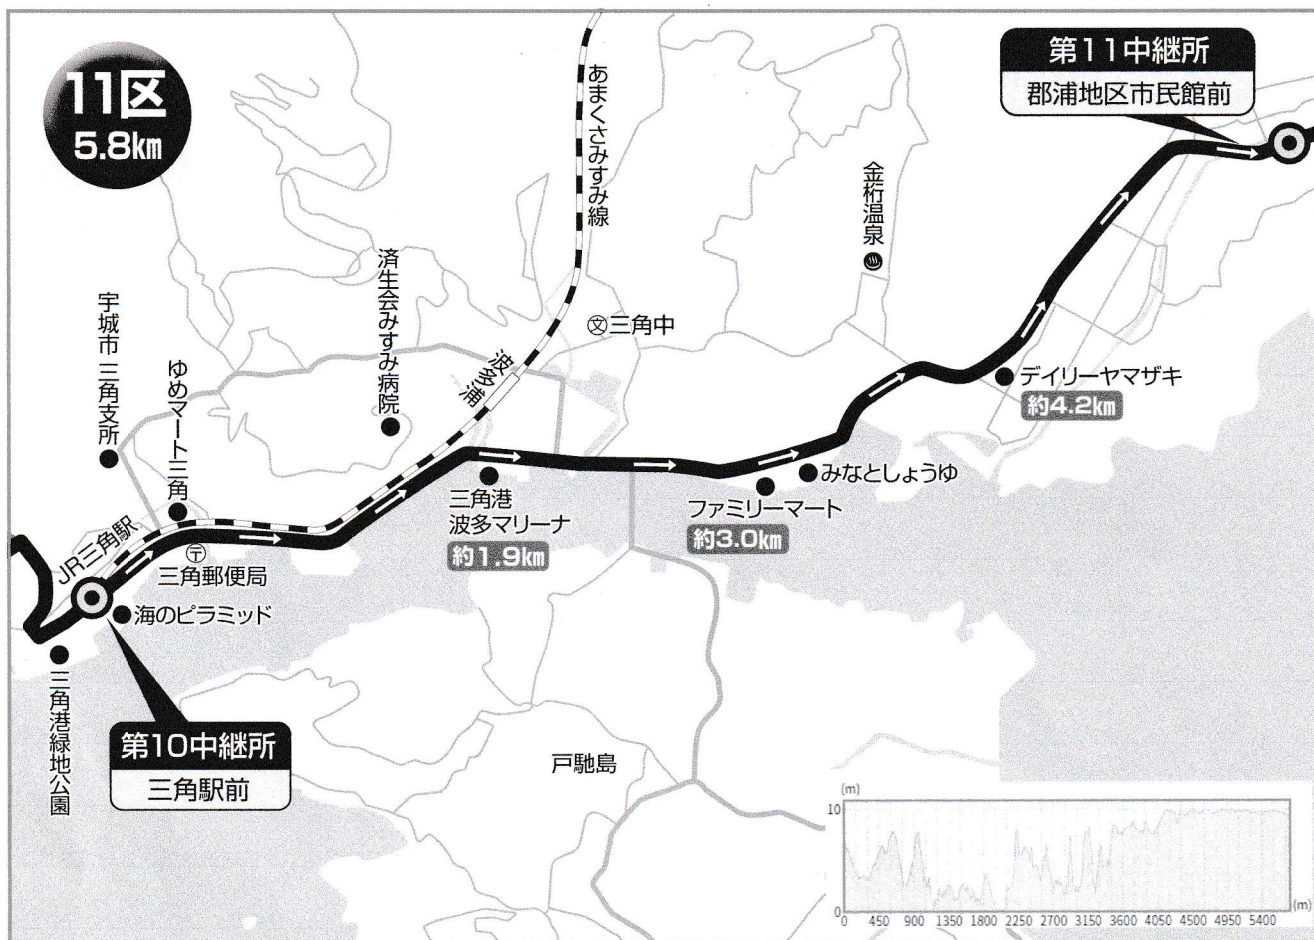 11区
5.8km
あまくさみすみ線
第11中継所
郡浦地区市民館前
金桁温泉
済生会みすみ病院
宇城市三角支所
ゆめマート三角
文三角中
波多浦
デイリーヤマザキ
約4.2km
みなとしょうゆ
ファミリーマート
約3.0km
三角港
波多マリーナ
約1.9km
JR三角駅
〒
三角郵便局
海のピラミッド
三角港緑地公園
第10中継所
三角駅前
戸馳島
(m)
10
0
0 450 900 1350 1800 2250 2700 3150 3600 4050 4500 4950 5400
(m)